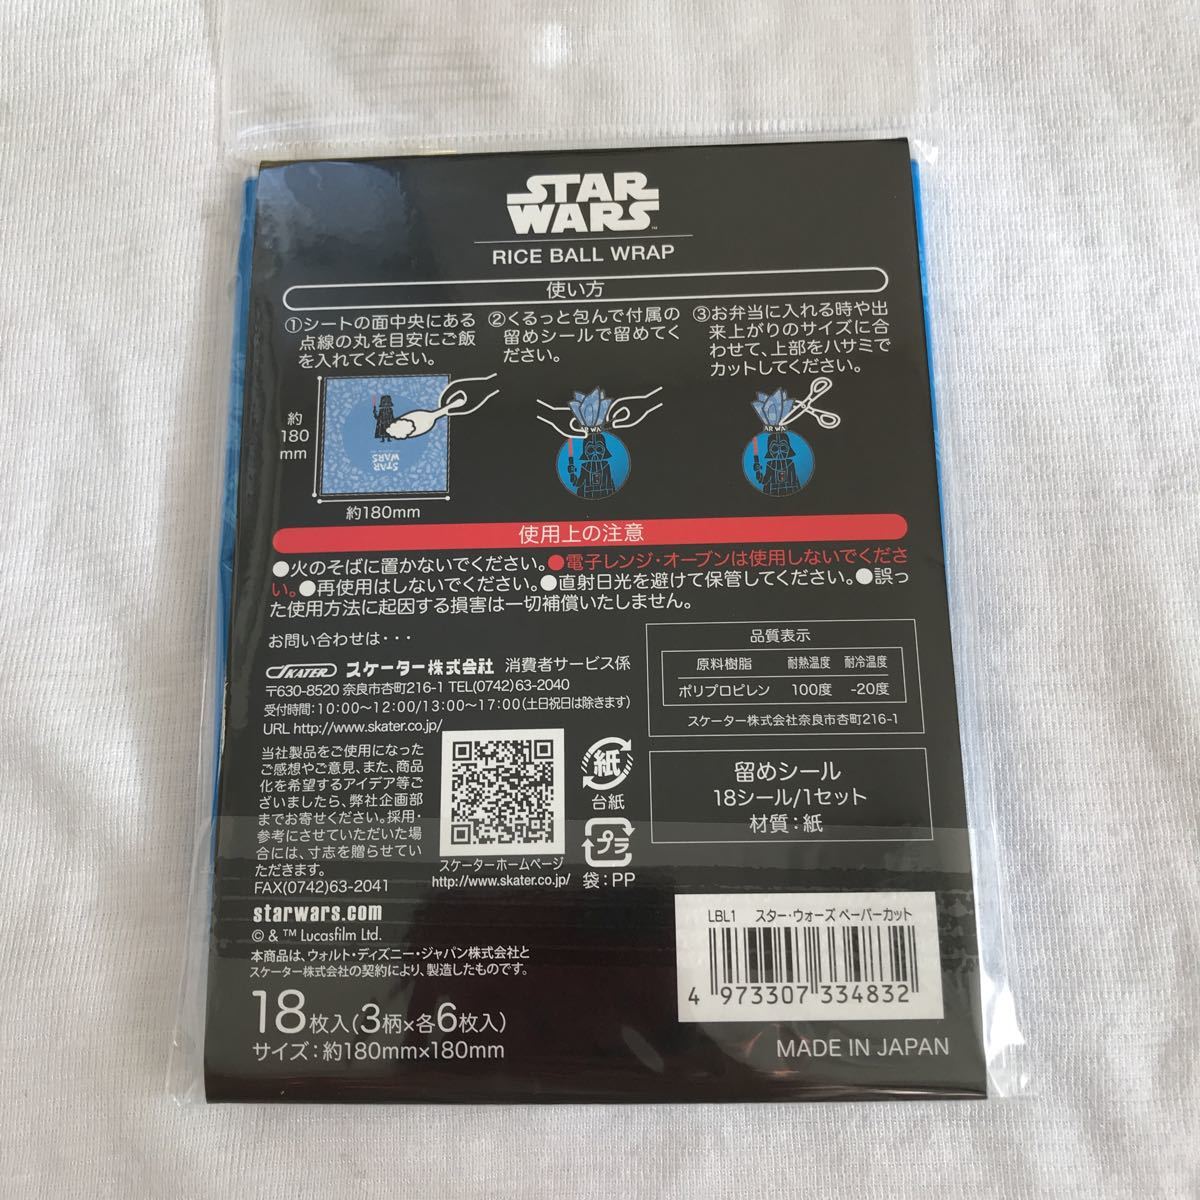 STAR
WARS™
RICE BALL WRAP
使い方
①シートの面中央にある
点線の丸を目安にご飯
を入れてください。
②くるっと包んで付属の
留めシールで留めてく
ださい。
③お弁当に入れる時や出
来上がりのサイズに合
わせて、上部をハサミで
カットしてください。
約
180
mm
STAR
WARS
約180mm
AR WA
AR WA
使用上の注意
●火のそばに置かないでください。●電子レンジ・オーブンは使用しないでくださ
い。●再使用はしないでください。●直射日光を避けて保管してください。●誤っ
た使用方法に起因する損害は一切補償いたしません。
お問い合わせは・・・
SKATER スケーター株式会社 消費者サービス係
〒630-8520 奈良市杏町216-1 TEL(0742)63-2040
受付時間:10:00~12:00/13:00~17:00(土日祝日は除きます)
URL http://www.skater.co.jp/
当社製品をご使用になった
ご感想やご意見、また、商品
化を希望するアイデア等ご
ざいましたら、弊社企画部
までお寄せください。採用・
参考にさせていただいた場
合には、寸志を贈らせてい
ただきます。
FAX(0742)63-2041
スケーターホームページ
http://www.skater.co.jp/
紙
台紙
プラ
袋:PP
品質表示
原料樹脂 耐熱温度 耐冷温度
ポリプロピレン 100度 -20度
スケーター株式会社奈良市杏町216-1
留めシール
18シール/1セット
材質:紙
starwars.com
© & ™ Lucasfilm Ltd.
本商品は、ウォルト・ディズニー・ジャパン株式会社と
スケーター株式会社の契約により、製造したものです。
18枚入(3柄×各6枚入)
サイズ:約180mm×180mm
LBL1 スター・ウォーズ ペーパーカット
4 973307 334832
MADE IN JAPAN